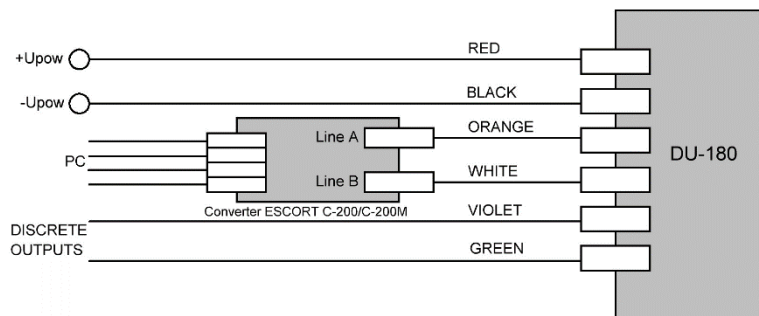 RED
+Upow
BLACK
-Upow
ORANGE
Line A
DU-180
PC
WHITE
Line B
Converter ESCORT C-200/C-200M
VIOLET
DISCRETE
OUTPUTS
GREEN